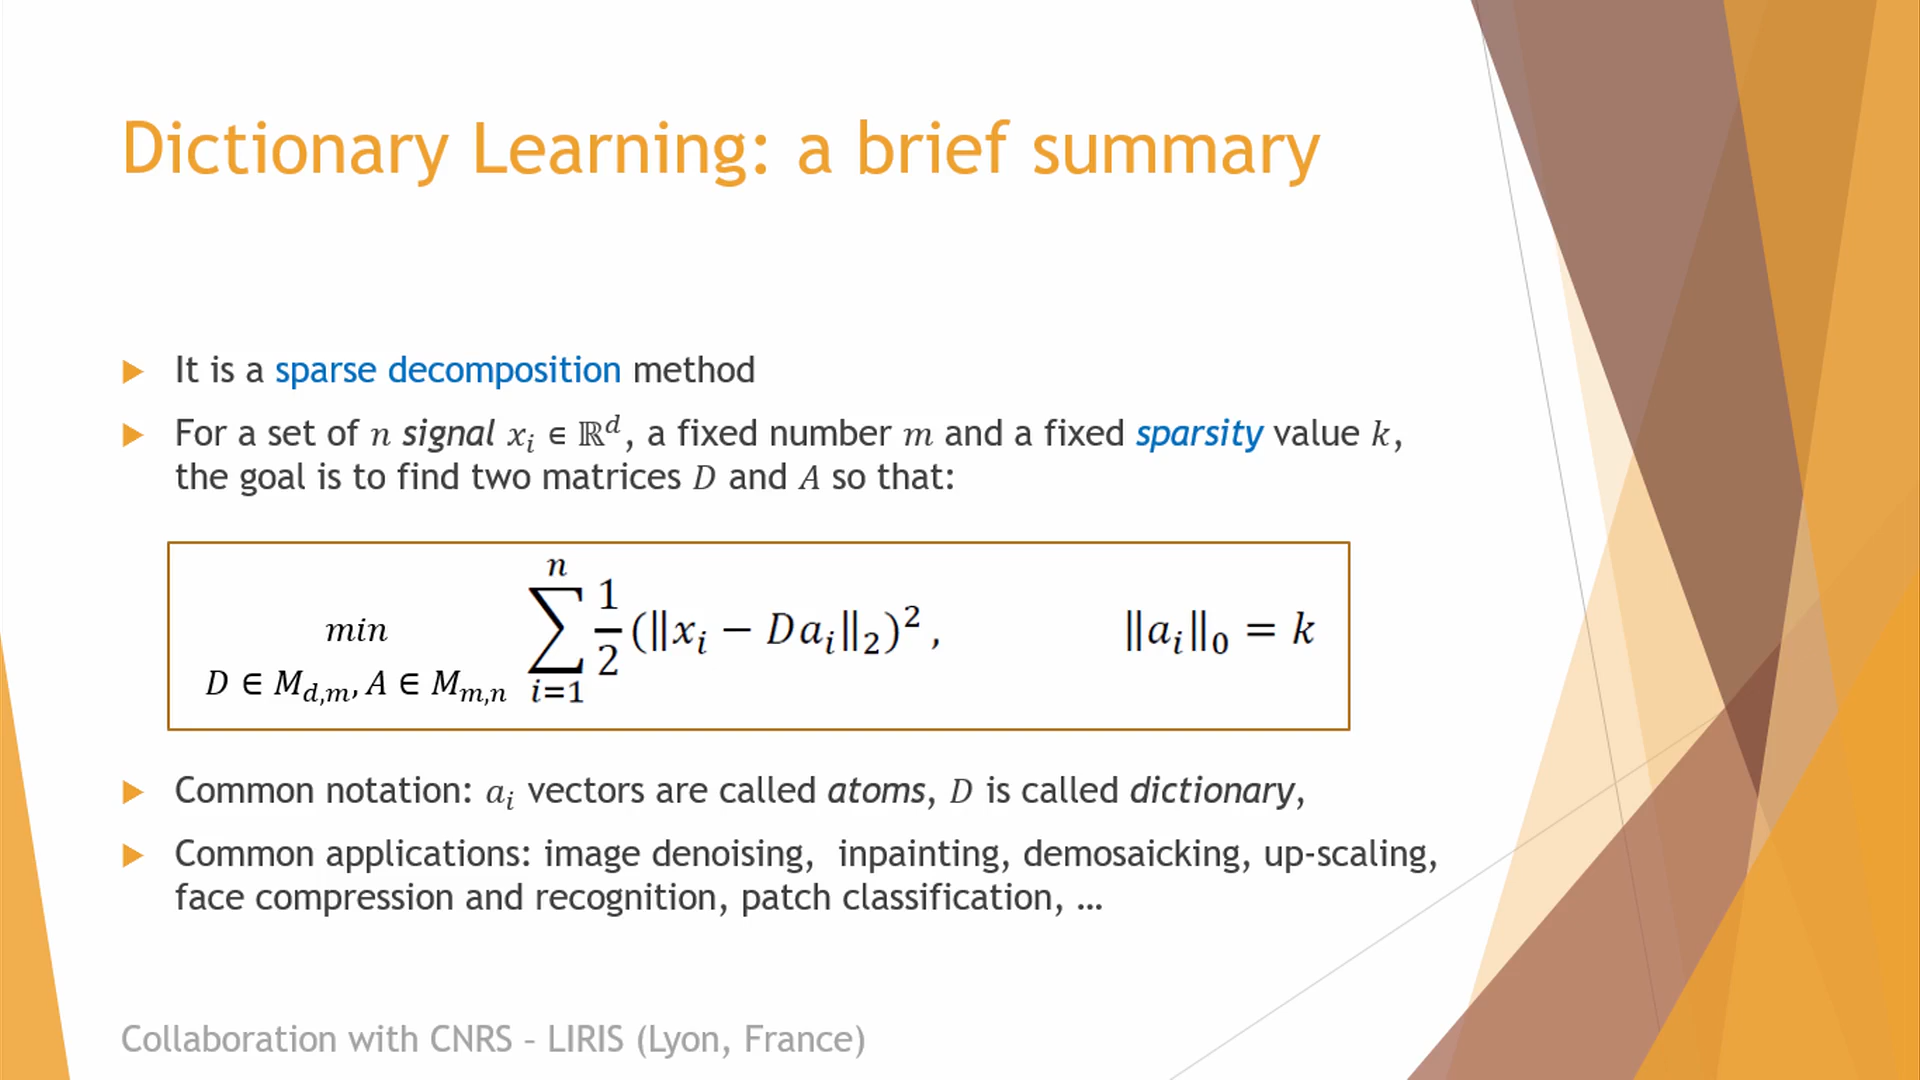 Dictionary Learning: a brief summary
It is a sparse decomposition method
For a set of n signal xᵢ ∈ ℝᵈ, a fixed number m and a fixed sparsity value k,
the goal is to find two matrices D and A so that:
min D ∈ M_{d,m}, A ∈ M_{m,n} ∑_{i=1}^{n} 1/2 (‖xᵢ − Daᵢ‖₂)², ‖aᵢ‖₀ = k
Common notation: aᵢ vectors are called atoms, D is called dictionary,
Common applications: image denoising, inpainting, demosaicking, up-scaling,
face compression and recognition, patch classification, …
Collaboration with CNRS – LIRIS (Lyon, France)